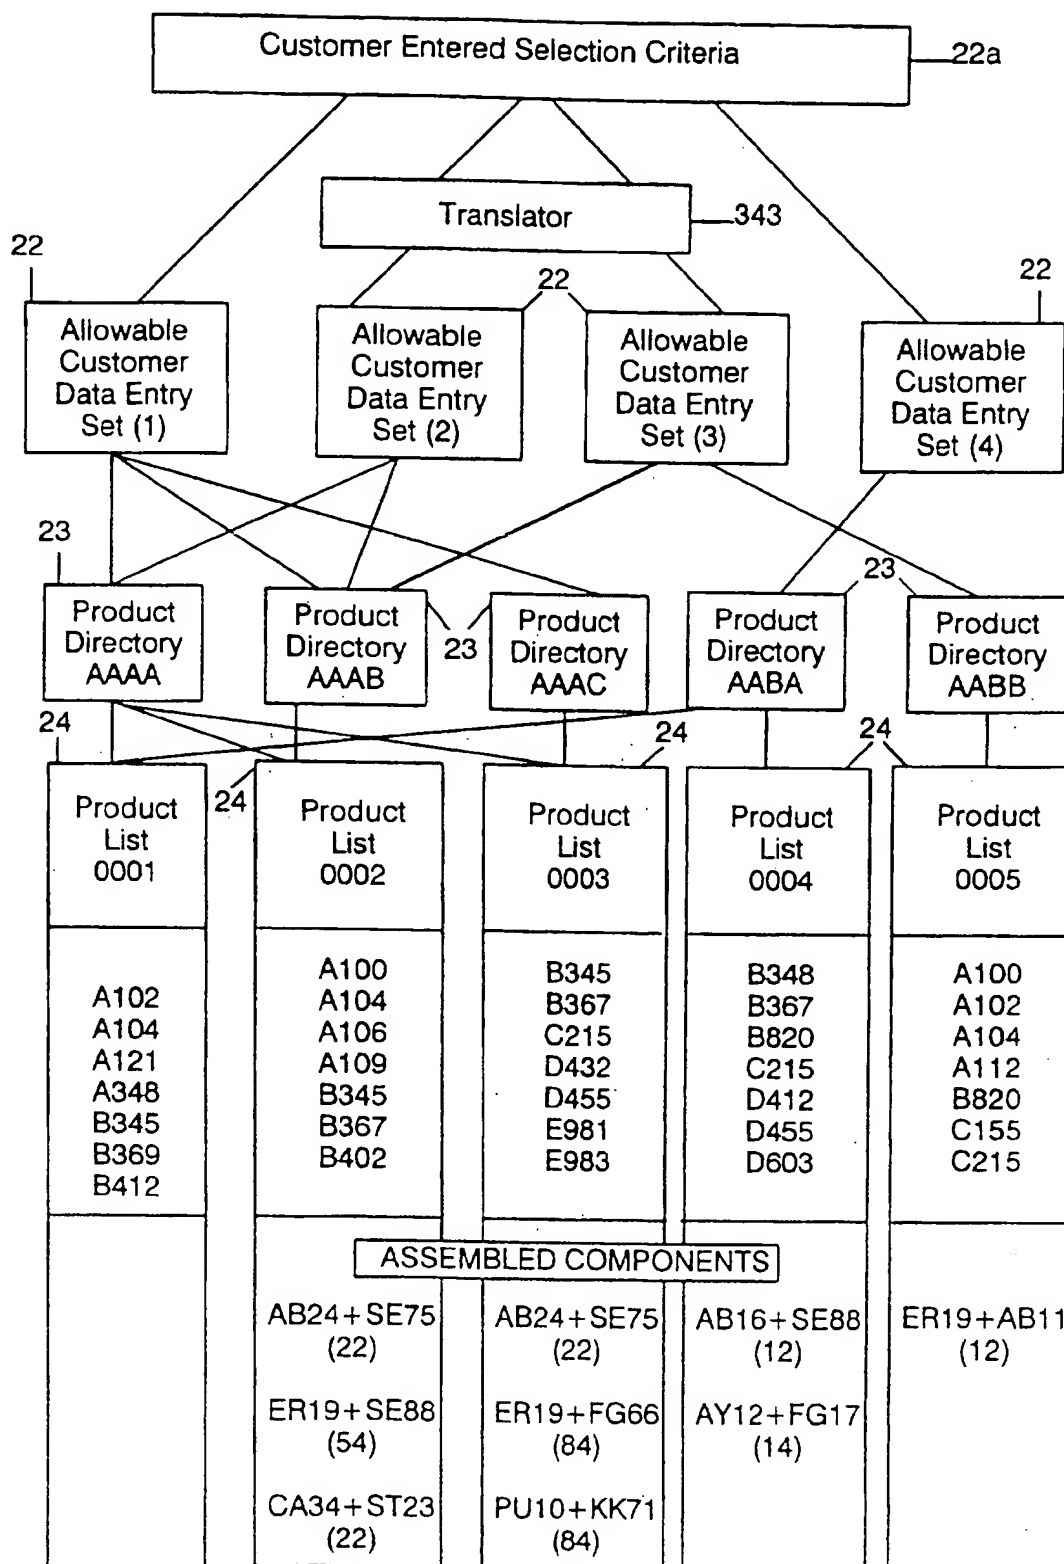 Customer Entered Selection Criteria
22a
Translator
343
22
22
22
Allowable
Customer
Data Entry
Set (1)
Allowable
Customer
Data Entry
Set (2)
Allowable
Customer
Data Entry
Set (3)
Allowable
Customer
Data Entry
Set (4)
23
23
23
Product
Directory
AAAA
Product
Directory
AAAB
Product
Directory
AAAC
Product
Directory
AABA
Product
Directory
AABB
24
24
24
24
Product
List
0001
Product
List
0002
Product
List
0003
Product
List
0004
Product
List
0005
A102
A104
A121
A348
B345
B369
B412
A100
A104
A106
A109
B345
B367
B402
B345
B367
C215
D432
D455
E981
E983
B348
B367
B820
C215
D412
D455
D603
A100
A102
A104
A112
B820
C155
C215
ASSEMBLED COMPONENTS
AB24+SE75
(22)
ER19+SE88
(54)
CA34+ST23
(22)
AB24+SE75
(22)
ER19+FG66
(84)
PU10+KK71
(84)
AB16+SE88
(12)
AY12+FG17
(14)
ER19+AB11
(12)